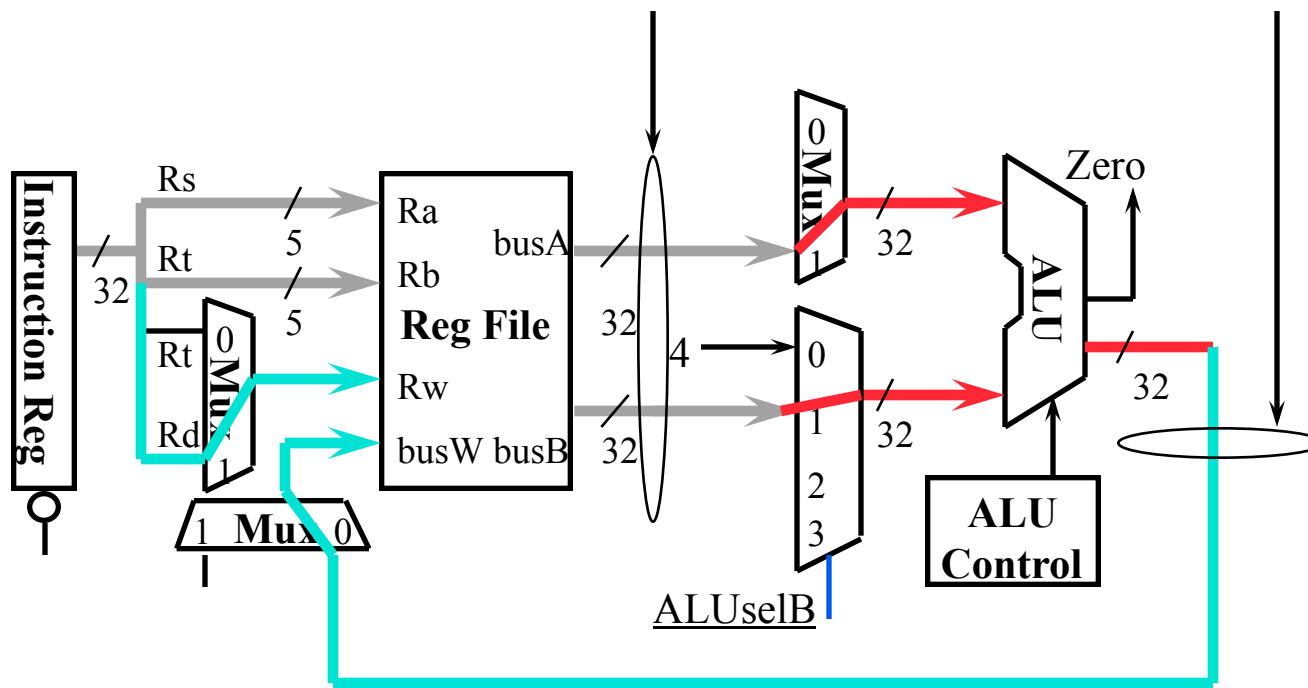 Instruction Reg
32
Rs
5
Rt
5
Rt
Rd
0
Mux
1
1 Mux 0
Ra
Rb
Reg File
Rw
busW busB
busA
32
32
4
0
Mux
1
0
1
2
3
ALUselB
32
32
ALU
Zero
32
ALU
Control